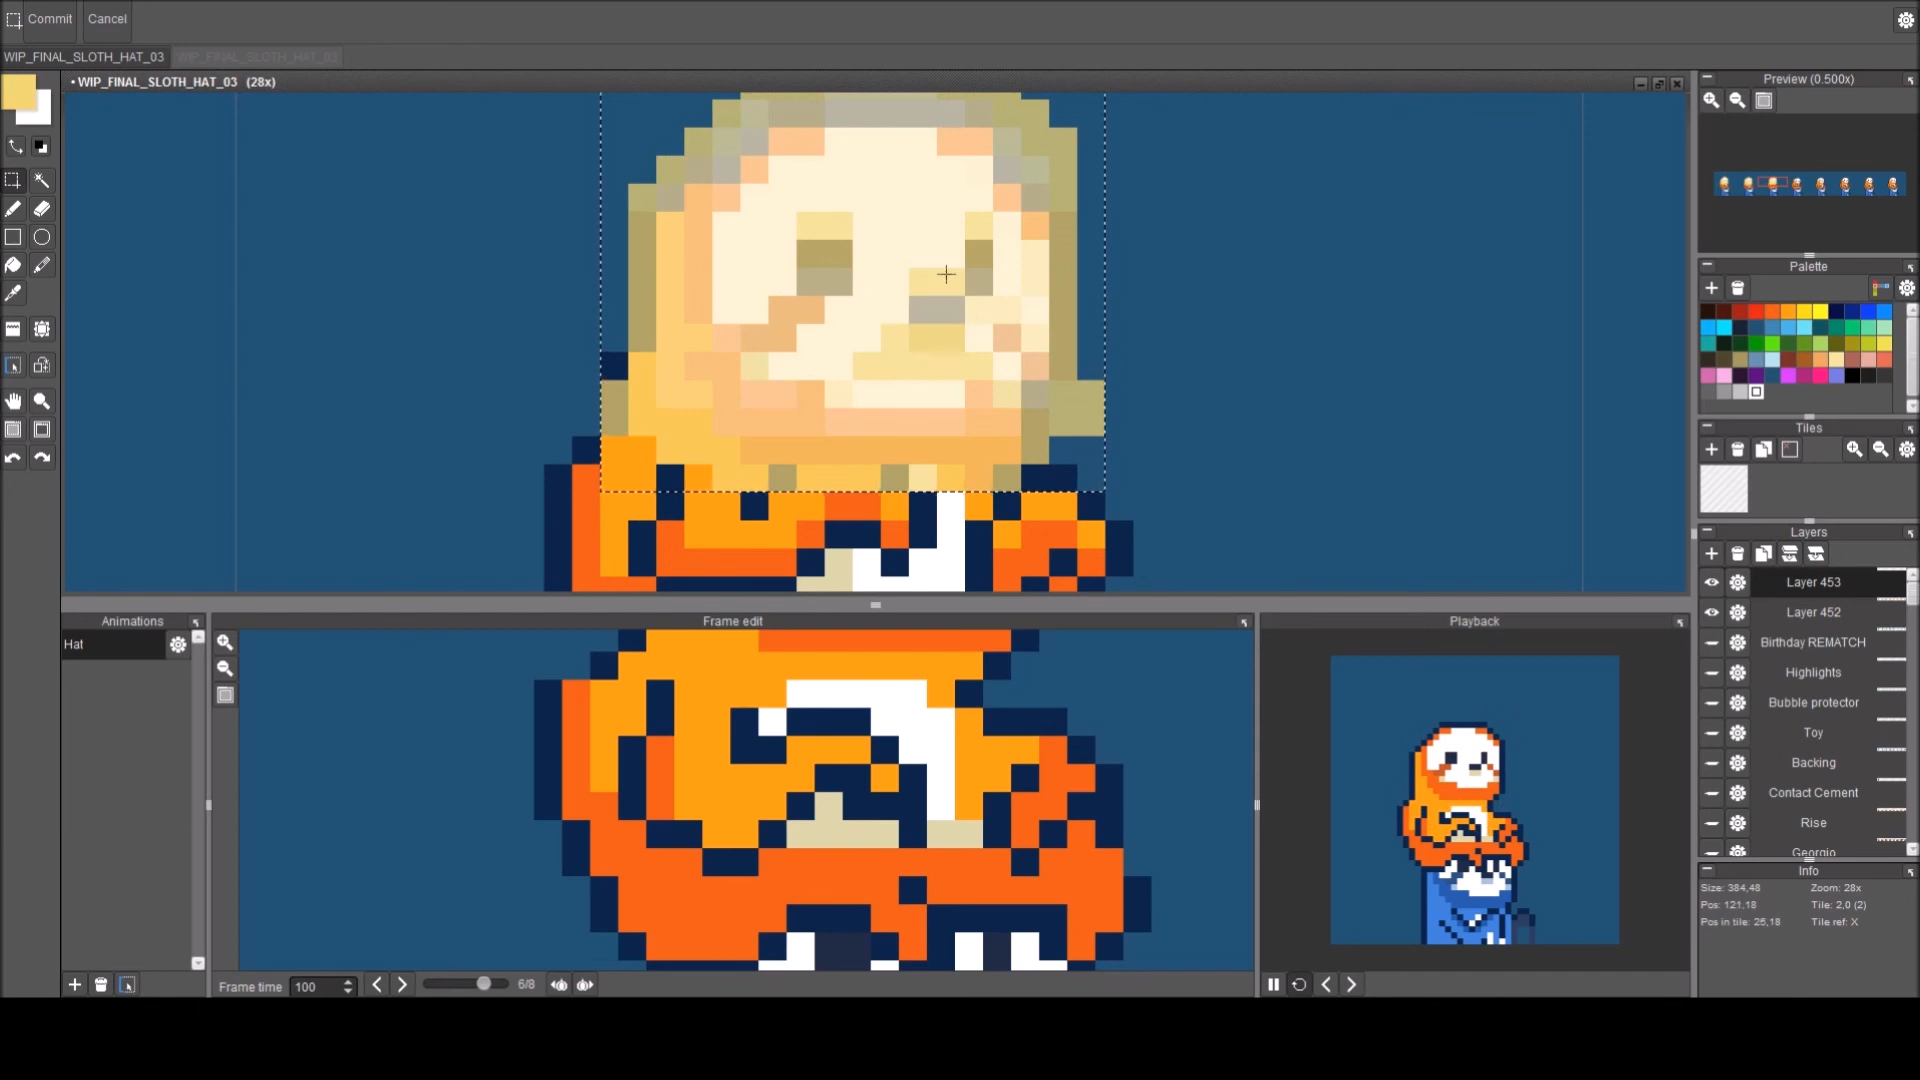 Commit Cancel
WIP_FINAL_SLOTH_HAT_03 WIP_FINAL_SLOTH_HAT_03
• WIP_FINAL_SLOTH_HAT_03 (28x)
Preview (0.500x)
Palette
Tiles
Layers
Layer 453
Layer 452
Birthday REMATCH
Highlights
Bubble protector
Toy
Backing
Contact Cement
Rise
Georgio
Info
Size: 384,48 Zoom: 28x
Pos: 121,18 Tile: 2,0 (2)
Pos in tile: 25,18 Tile ref: X
Animations
Hat
Frame edit
Frame time 100 6/8
Playback